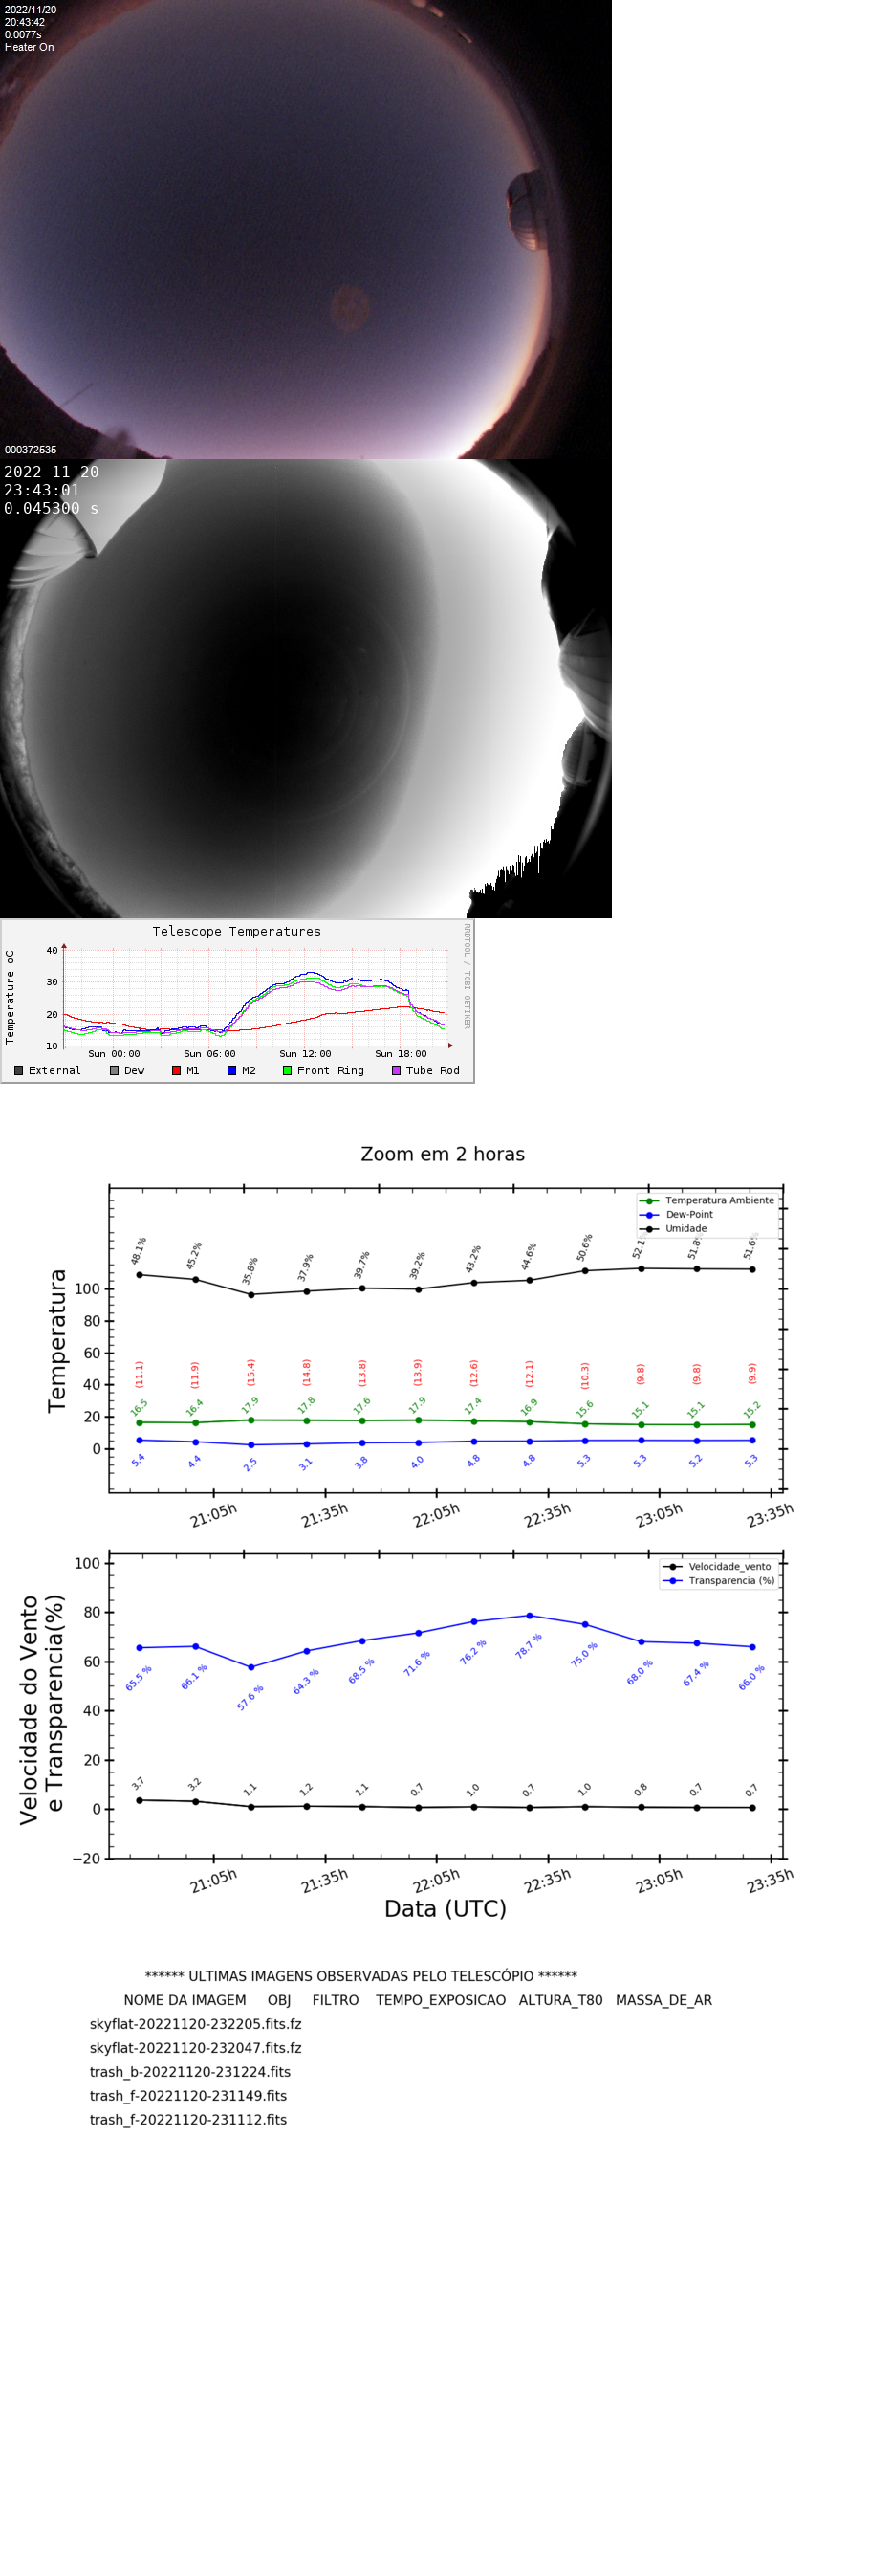 2022/11/20
20:43:42
0.0077s
Heater On
000372535
2022-11-20
23:43:01
0.045300 s
Telescope Temperatures
RRDTOOL / TOBI OETIKER
Temperature oC
40
30
20
10
Sun 00:00 Sun 06:00 Sun 12:00 Sun 18:00
External Dew M1 M2 Front Ring Tube Rod
Zoom em 2 horas
Temperatura Ambiente
Dew-Point
Umidade
Temperatura
100
80
60
40
20
0
48.1% 45.2% 35.8% 37.9% 39.7% 39.2% 43.2% 44.6% 50.6% 51.6%
(11.1) (11.9) (15.4) (14.8) (13.8) (13.9) (12.6) (12.1) (10.3) (9.8) (9.8) (9.9)
16.5 16.4 17.9 17.8 17.6 17.9 17.4 16.9 15.6 15.1 15.1 15.2
5.4 4.4 2.5 3.1 3.8 4.0 4.8 4.8 5.3 5.3 5.2 5.3
21:05h 21:35h 22:05h 22:35h 23:05h 23:35h
Velocidade_vento
Transparencia (%)
Velocidade do Vento
e Transparencia(%)
100
80
60
40
20
0
−20
65.5 % 66.1 % 57.6 % 64.3 % 68.5 % 71.6 % 76.2 % 78.7 % 75.0 % 68.0 % 67.4 % 66.0 %
3.7 3.2 1.1 1.2 1.1 0.7 1.0 0.7 1.0 0.8 0.7 0.7
21:05h 21:35h 22:05h 22:35h 23:05h 23:35h
Data (UTC)
****** ULTIMAS IMAGENS OBSERVADAS PELO TELESCÓPIO ******
NOME DA IMAGEM OBJ FILTRO TEMPO_EXPOSICAO ALTURA_T80 MASSA_DE_AR
skyflat-20221120-232205.fits.fz
skyflat-20221120-232047.fits.fz
trash_b-20221120-231224.fits
trash_f-20221120-231149.fits
trash_f-20221120-231112.fits